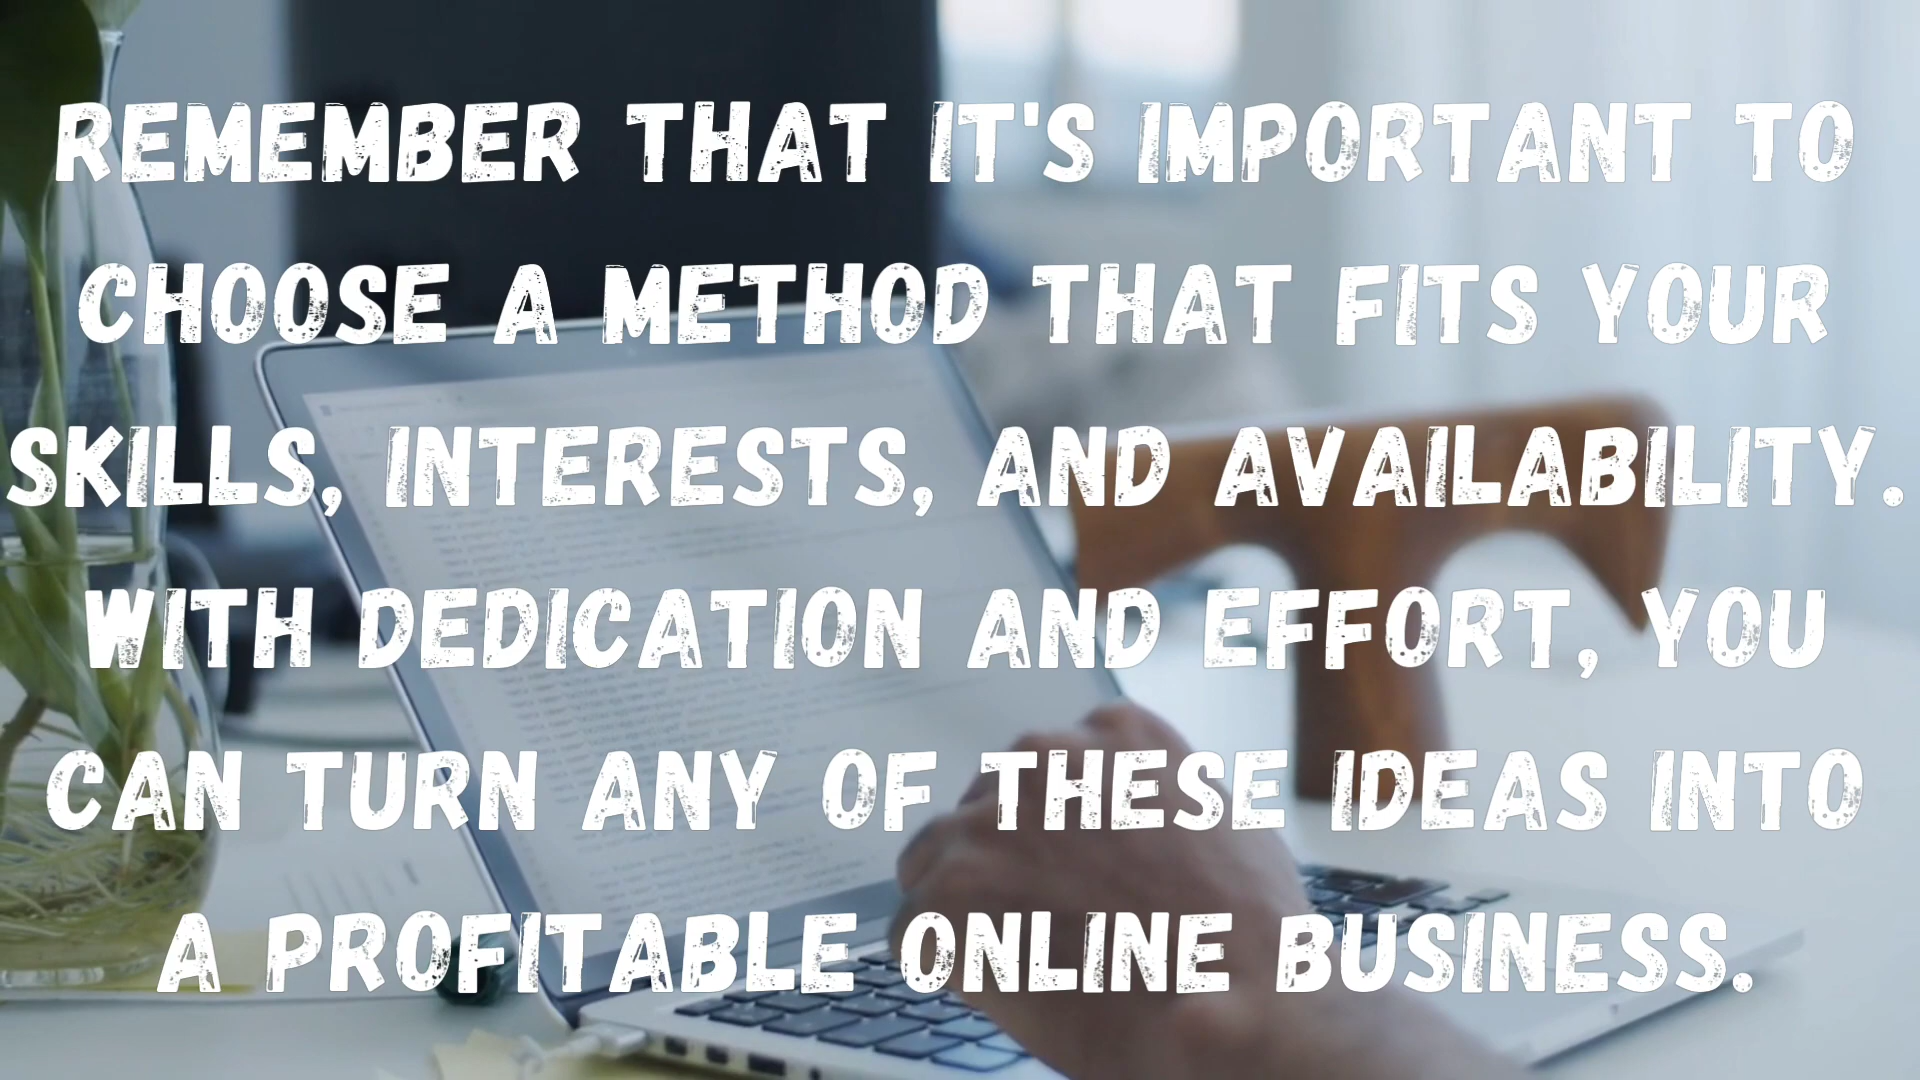 REMEMBER THAT IT'S IMPORTANT TO
CHOOSE A METHOD THAT FITS YOUR
SKILLS, INTERESTS, AND AVAILABILITY.
WITH DEDICATION AND EFFORT, YOU
CAN TURN ANY OF THESE IDEAS INTO
A PROFITABLE ONLINE BUSINESS.